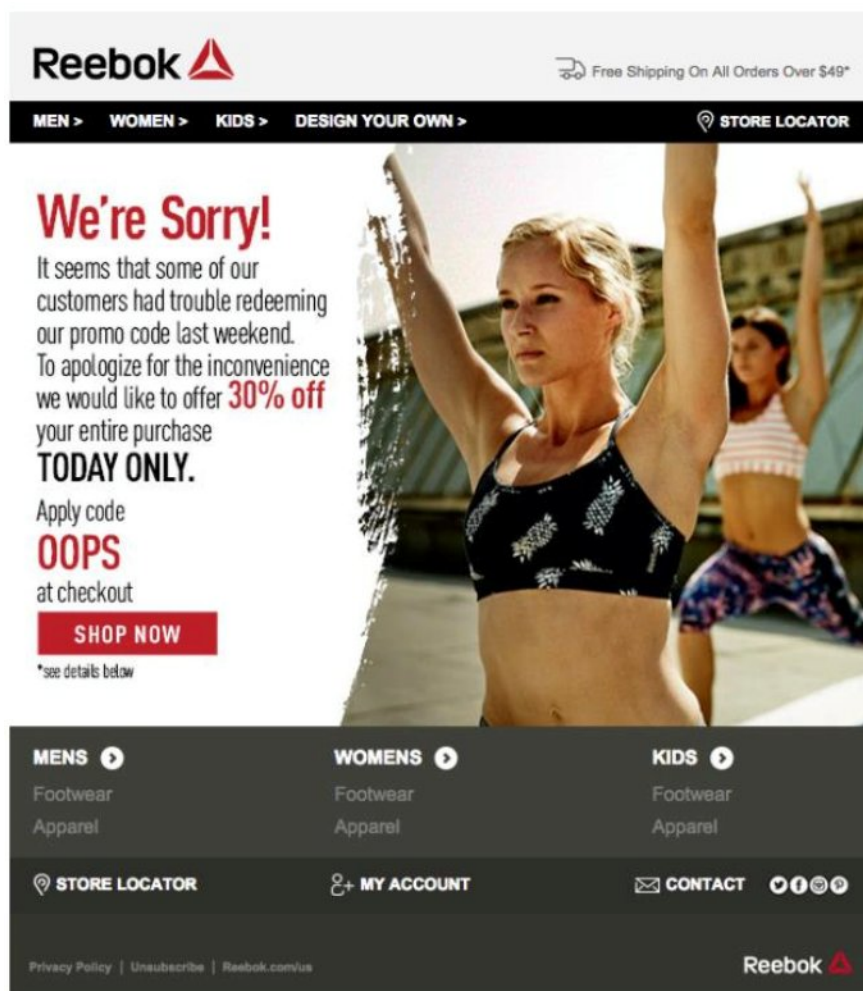 Reebok
Free Shipping On All Orders Over $49*
MEN > WOMEN > KIDS > DESIGN YOUR OWN > STORE LOCATOR
We're Sorry!
It seems that some of our
customers had trouble redeeming
our promo code last weekend.
To apologize for the inconvenience
we would like to offer 30% off
your entire purchase
TODAY ONLY.
Apply code
OOPS
at checkout
SHOP NOW
*see details below
MENS WOMENS KIDS
Footwear Footwear Footwear
Apparel Apparel Apparel
STORE LOCATOR MY ACCOUNT CONTACT
Privacy Policy | Unsubscribe | Reebok.com/us
Reebok